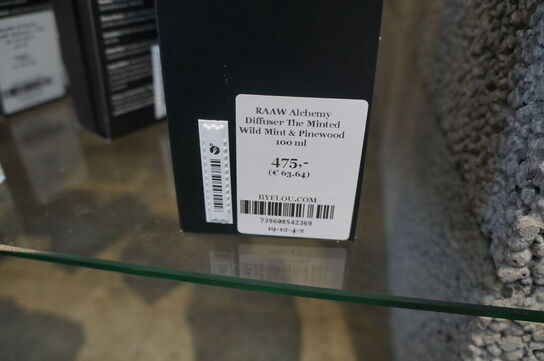 RAAW Alchemy
Diffuser The Minted
Wild Mint & Pinewood
100 ml
475,-
(€ 63.64)
BYFLOU.COM
739608542369
19-12-4-2